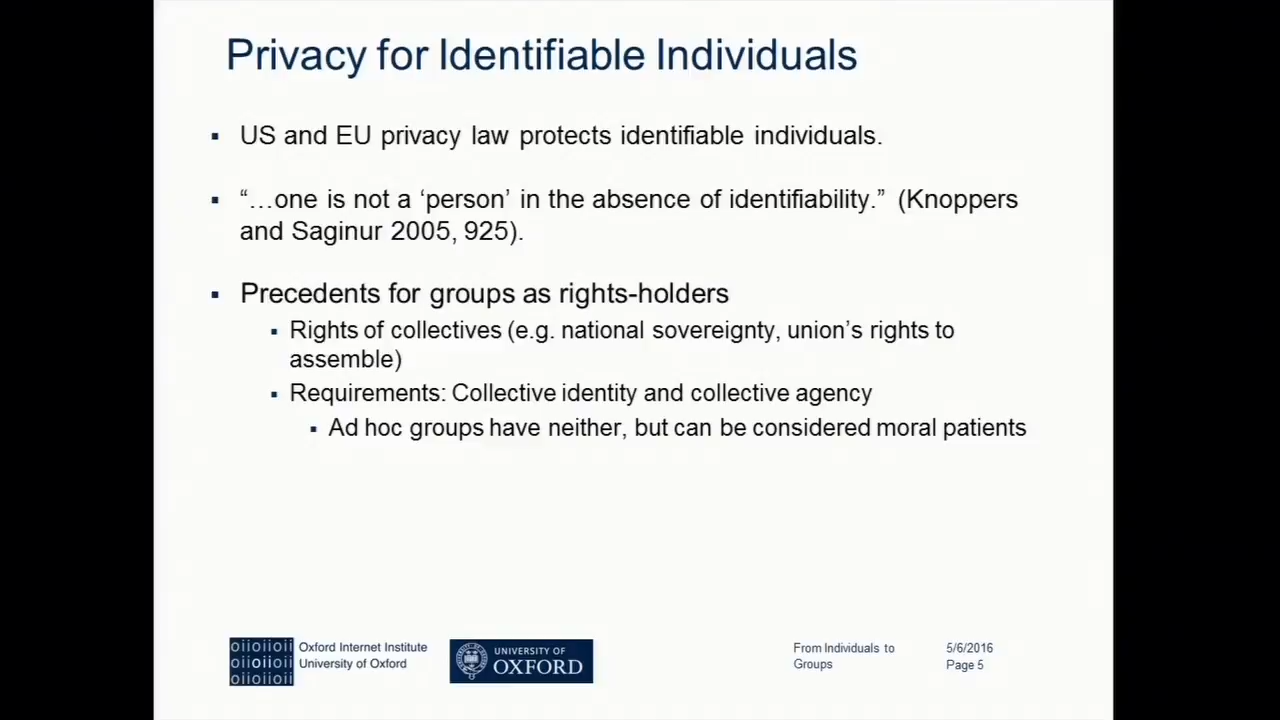 Privacy for Identifiable Individuals
US and EU privacy law protects identifiable individuals.
“…one is not a ‘person’ in the absence of identifiability.” (Knoppers
and Saginur 2005, 925).
Precedents for groups as rights-holders
Rights of collectives (e.g. national sovereignty, union’s rights to
assemble)
Requirements: Collective identity and collective agency
Ad hoc groups have neither, but can be considered moral patients
oiioiioii
oiioiioii
oiioiioii
Oxford Internet Institute
University of Oxford
UNIVERSITY OF
OXFORD
From Individuals to
Groups
5/6/2016
Page 5